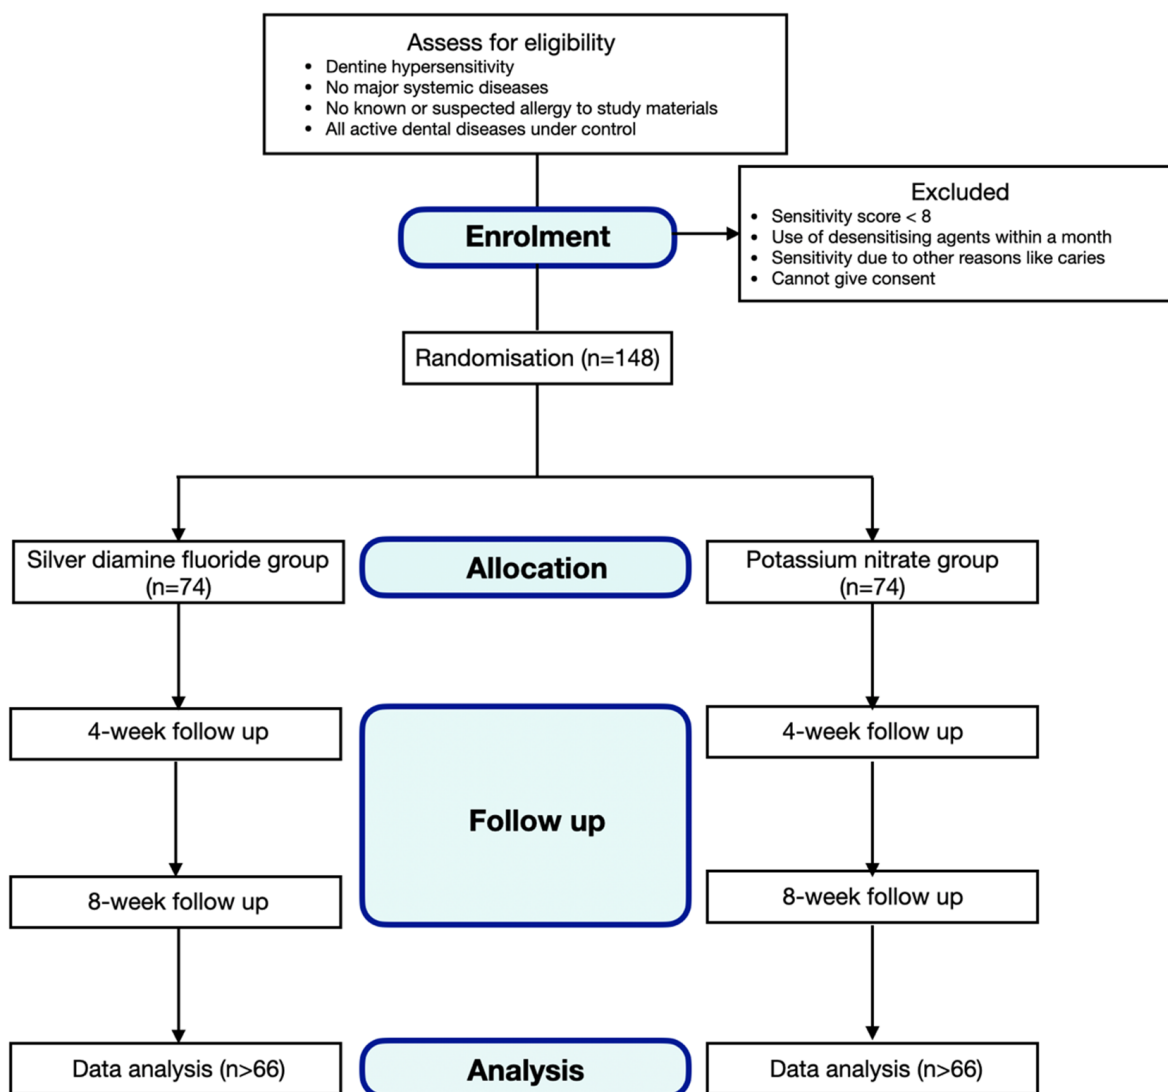 Assess for eligibility
• Dentine hypersensitivity
• No major systemic diseases
• No known or suspected allergy to study materials
• All active dental diseases under control
Enrolment
Excluded
• Sensitivity score < 8
• Use of desensitising agents within a month
• Sensitivity due to other reasons like caries
• Cannot give consent
Randomisation (n=148)
Silver diamine fluoride group
(n=74)
Allocation
Potassium nitrate group
(n=74)
4-week follow up
4-week follow up
Follow up
8-week follow up
8-week follow up
Data analysis (n>66)
Analysis
Data analysis (n>66)